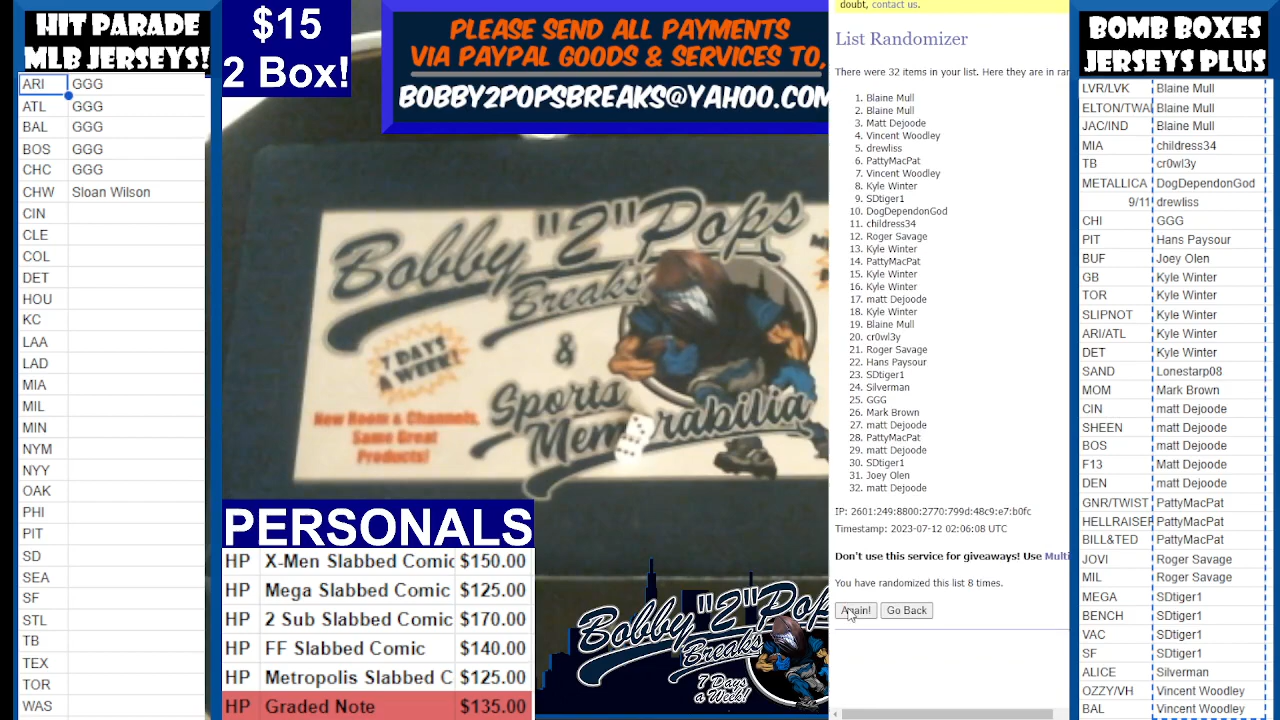 HIT PARADE
MLB JERSEYS!
ARI GGG
ATL GGG
BAL GGG
BOS GGG
CHC GGG
CHW Sloan Wilson
CIN
CLE
COL
DET
HOU
KC
LAA
LAD
MIA
MIL
MIN
NYM
NYY
OAK
PHI
PIT
SD
SEA
SF
STL
TB
TEX
TOR
WAS
$15
2 Box!
PLEASE SEND ALL PAYMENTS
VIA PAYPAL GOODS & SERVICES TO,
BOBBY2POPSBREAKS@YAHOO.COM
Bobby "2" Pops
Breaks
&
Sports
Memorabilia
7 DAYS
A WEEK!
New Room & Channels,
Same Great
Products!
PERSONALS
HP X-Men Slabbed Comic $150.00
HP Mega Slabbed Comic $125.00
HP 2 Sub Slabbed Comic $170.00
HP FF Slabbed Comic $140.00
HP Metropolis Slabbed C $125.00
HP Graded Note $135.00
Bobby "2" Pops
Breaks
7 Days
a Week!
doubt, contact us.
List Randomizer
There were 32 items in your list. Here they are in ran
1. Blaine Mull
2. Blaine Mull
3. Matt Dejoode
4. Vincent Woodley
5. drewliss
6. PattyMacPat
7. Vincent Woodley
8. Kyle Winter
9. SDtiger1
10. DogDependonGod
11. childress34
12. Roger Savage
13. Kyle Winter
14. PattyMacPat
15. Kyle Winter
16. Kyle Winter
17. matt Dejoode
18. Kyle Winter
19. Blaine Mull
20. cr0wl3y
21. Roger Savage
22. Hans Paysour
23. SDtiger1
24. Silverman
25. GGG
26. Mark Brown
27. matt Dejoode
28. PattyMacPat
29. matt Dejoode
30. SDtiger1
31. Joey Olen
32. matt Dejoode
IP: 2601:249:8800:2770:799d:48c9:e7:b0fc
Timestamp: 2023-07-12 02:06:08 UTC
Don't use this service for giveaways! Use Multi
You have randomized this list 8 times.
Again! Go Back
BOMB BOXES
JERSEYS PLUS
LVR/LVK Blaine Mull
ELTON/TWA Blaine Mull
JAC/IND Blaine Mull
MIA childress34
TB cr0wl3y
METALLICA DogDependonGod
9/11 drewliss
CHI GGG
PIT Hans Paysour
BUF Joey Olen
GB Kyle Winter
TOR Kyle Winter
SLIPNOT Kyle Winter
ARI/ATL Kyle Winter
DET Kyle Winter
SAND Lonestarp08
MOM Mark Brown
CIN matt Dejoode
SHEEN matt Dejoode
BOS matt Dejoode
F13 matt Dejoode
DEN matt Dejoode
GNR/TWIST PattyMacPat
HELLRAISER PattyMacPat
BILL&TED PattyMacPat
JOVI Roger Savage
MIL Roger Savage
MEGA SDtiger1
BENCH SDtiger1
VAC SDtiger1
SF SDtiger1
ALICE Silverman
OZZY/VH Vincent Woodley
BAL Vincent Woodley